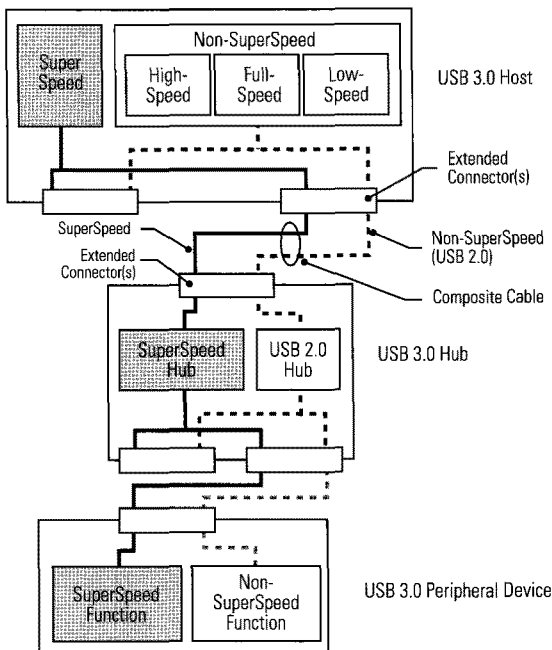 Super
Speed
Non-SuperSpeed
High-
Speed
Full-
Speed
Low-
Speed
USB 3.0 Host
Extended
Connector(s)
SuperSpeed
Non-SuperSpeed
(USB 2.0)
Extended
Connector(s)
Composite Cable
SuperSpeed
Hub
USB 2.0
Hub
USB 3.0 Hub
SuperSpeed
Function
Non-
SuperSpeed
Function
USB 3.0 Peripheral Device